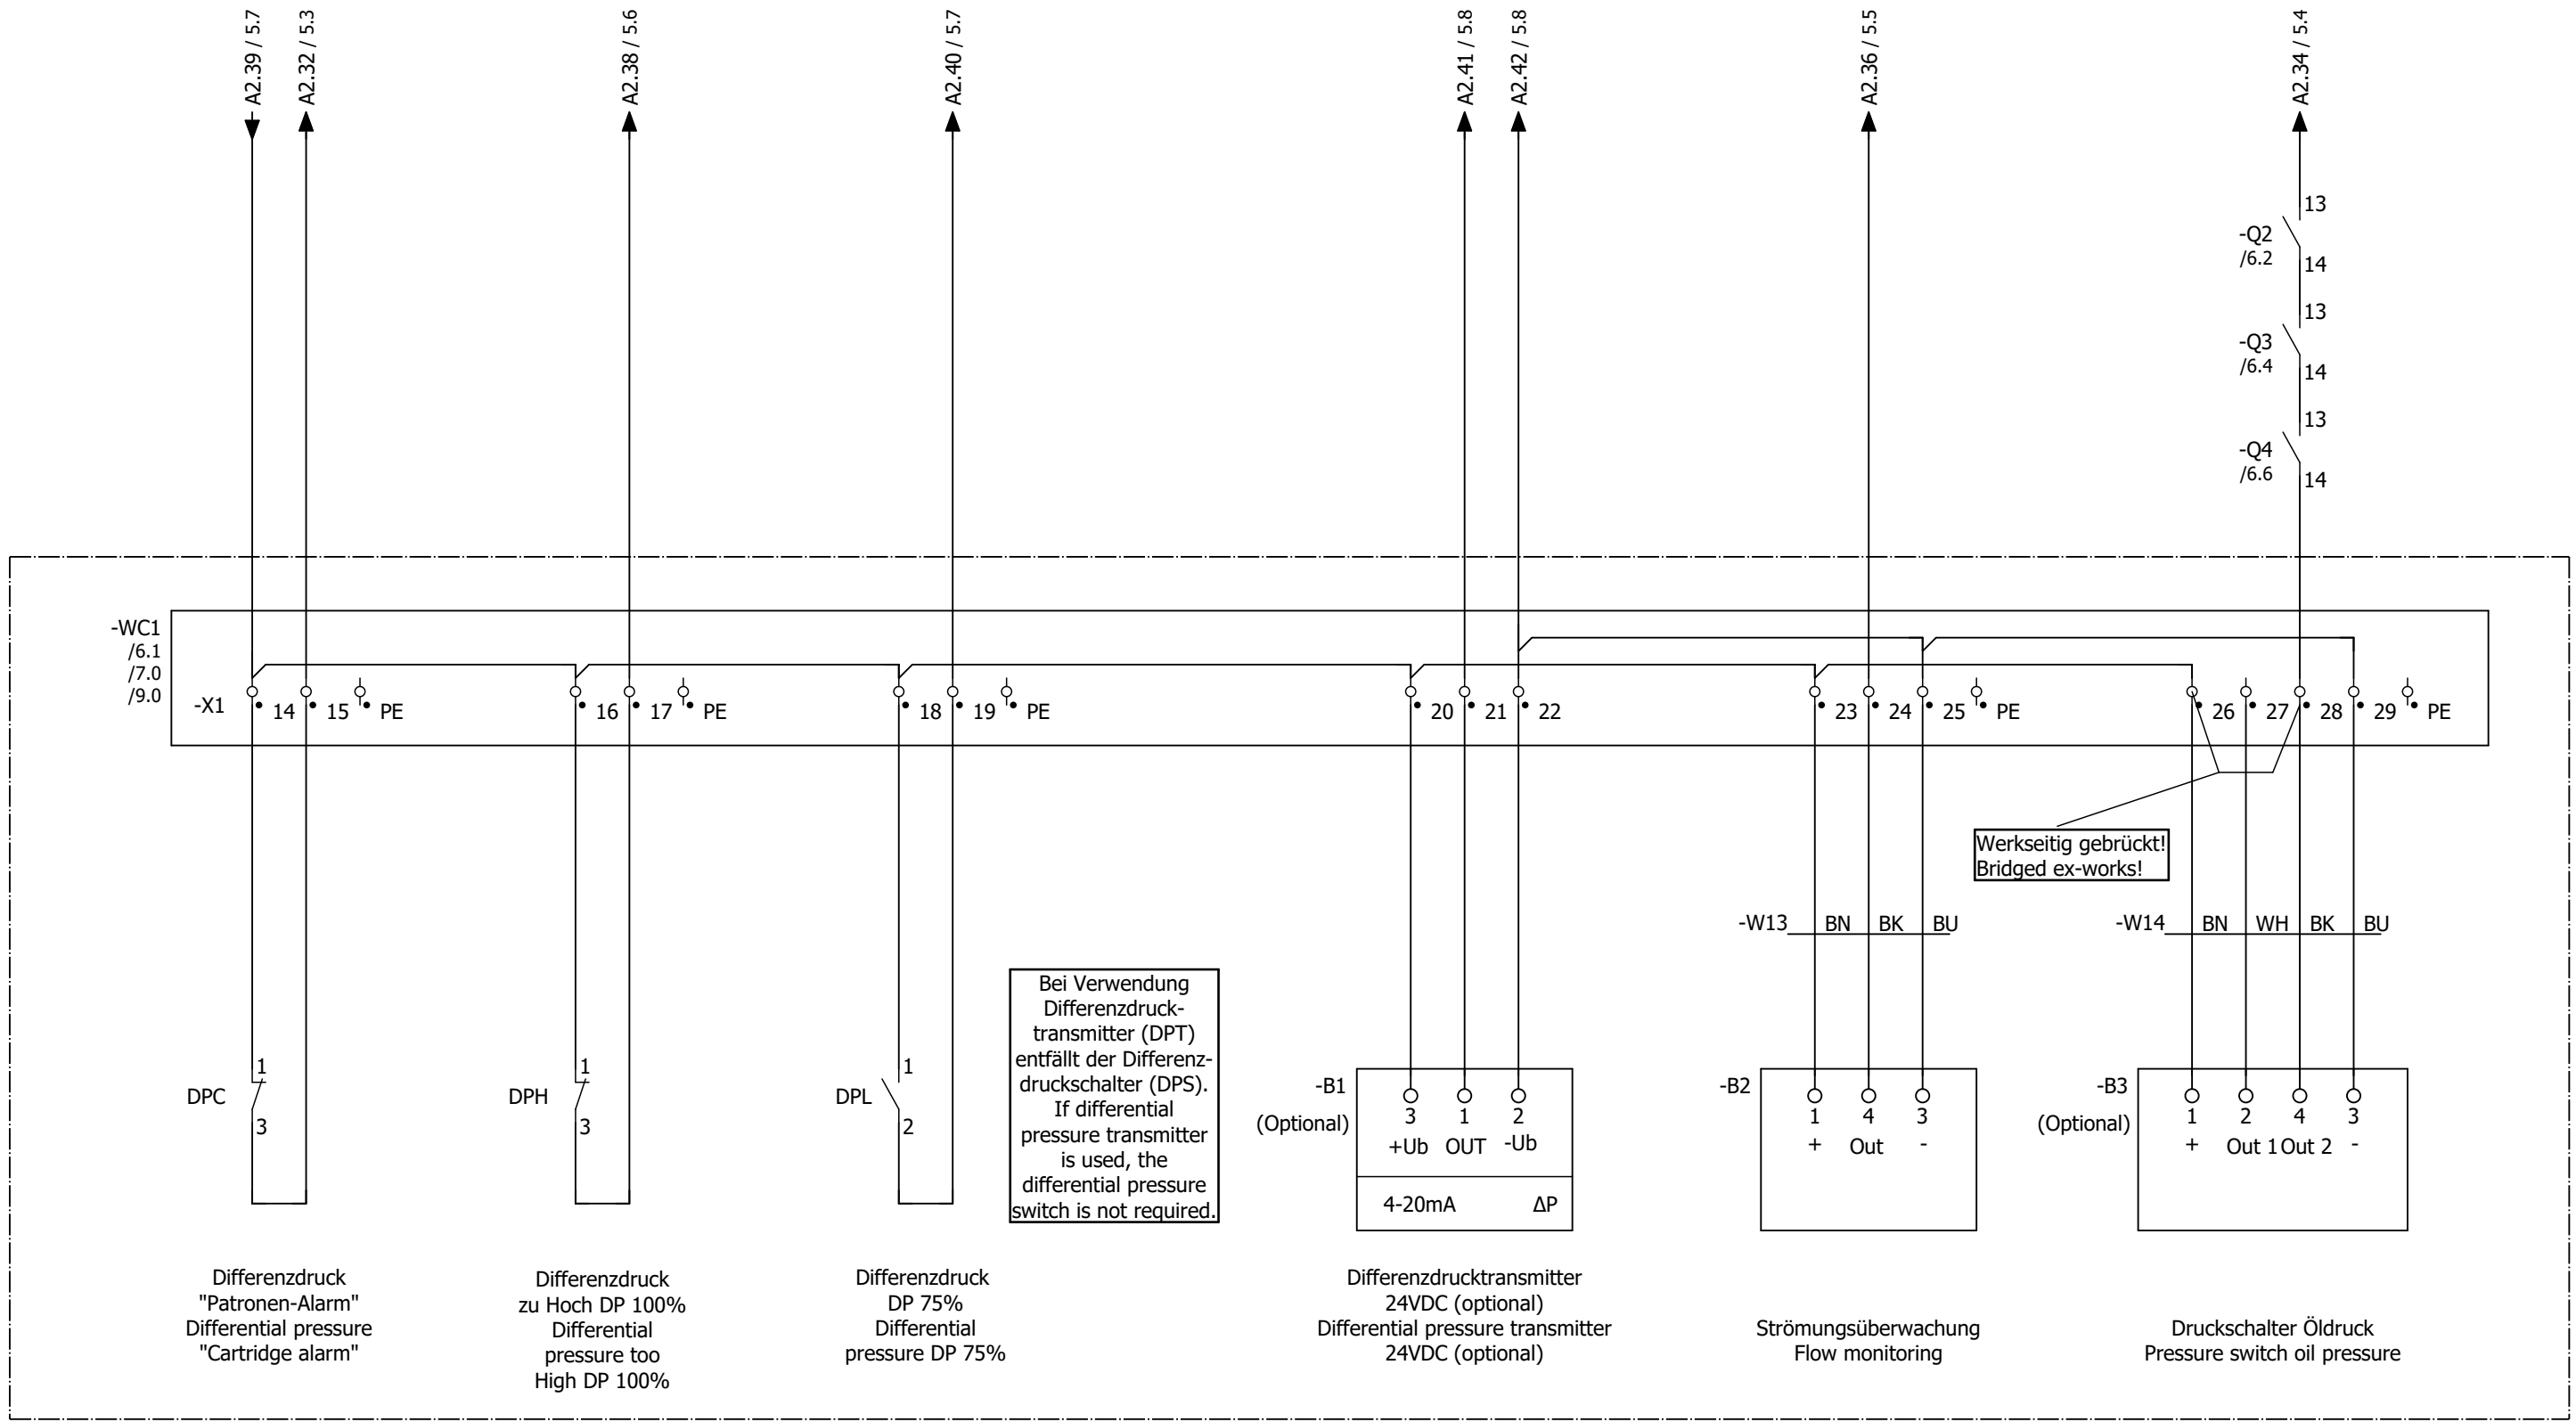 A2.39 / 5.7
A2.32 / 5.3
A2.38 / 5.6
A2.40 / 5.7
A2.41 / 5.8
A2.42 / 5.8
A2.36 / 5.5
A2.34 / 5.4
13
-Q2
/6.2
14
13
-Q3
/6.4
14
13
-Q4
/6.6
14
-WC1
/6.1
/7.0
/9.0
-X1 14 15 PE 16 17 PE 18 19 PE 20 21 22 23 24 25 PE 26 27 28 29 PE
Werkseitig gebrückt!
Bridged ex-works!
-W13 BN BK BU
-W14 BN WH BK BU
DPC
1
3
DPH
1
3
DPL
1
2
Bei Verwendung
Differenzdruck-
transmitter (DPT)
entfällt der Differenz-
druckschalter (DPS).
If differential
pressure transmitter
is used, the
differential pressure
switch is not required.
-B1
(Optional)
3 1 2
+Ub OUT -Ub
4-20mA ΔP
-B2
1 4 3
+ Out -
-B3
(Optional)
1 2 4 3
+ Out 1 Out 2 -
Differenzdruck
"Patronen-Alarm"
Differential pressure
"Cartridge alarm"
Differenzdruck
zu Hoch DP 100%
Differential
pressure too
High DP 100%
Differenzdruck
DP 75%
Differential
pressure DP 75%
Differenzdrucktransmitter
24VDC (optional)
Differential pressure transmitter
24VDC (optional)
Strömungsüberwachung
Flow monitoring
Druckschalter Öldruck
Pressure switch oil pressure